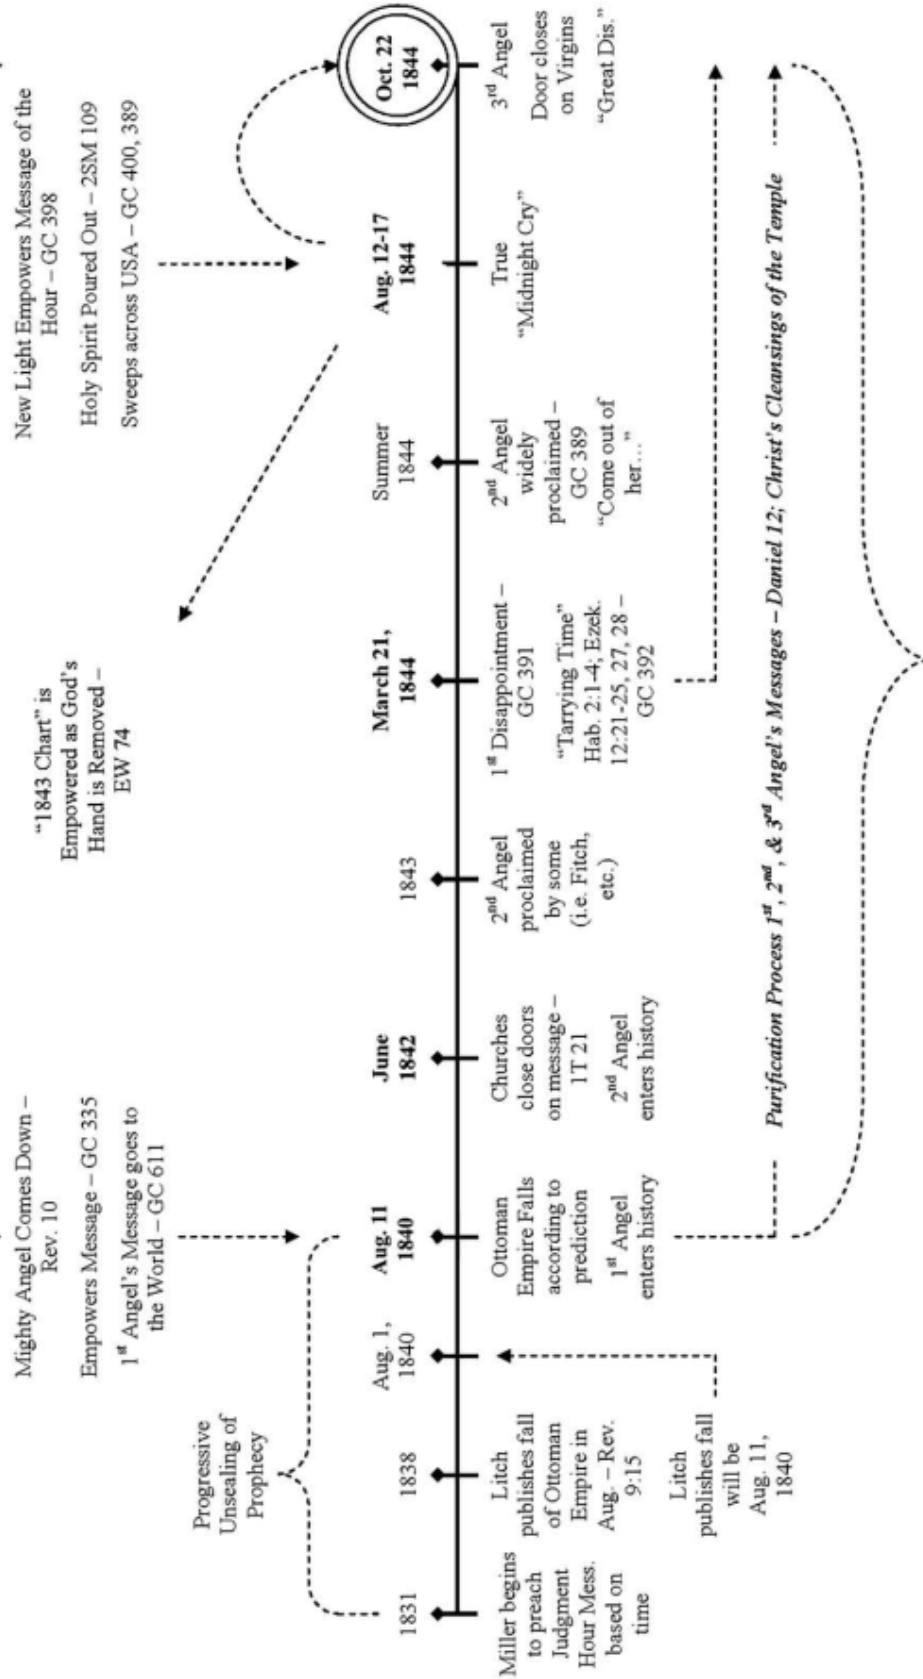 Mighty Angel Comes Down –
Rev. 10
Empowers Message – GC 335
1st Angel's Message goes to
the World – GC 611
"1843 Chart" is
Empowered as God's
Hand is Removed –
EW 74
New Light Empowers Message of the
Hour – GC 398
Holy Spirit Poured Out – 2SM 109
Sweeps across USA – GC 400, 389
Progressive
Unsealing of
Prophecy
1831
Miller begins
to preach
Judgment
Hour Mess.
based on
time
1838
Litch
publishes fall
of Ottoman
Empire in
Aug. – Rev.
9:15
Aug. 1,
1840
Litch
publishes fall
will be
Aug. 11,
1840
Aug. 11
1840
Ottoman
Empire Falls
according to
prediction
1st Angel
enters history
June
1842
Churches
close doors
on message –
1T 21
2nd Angel
enters history
1843
2nd Angel
proclaimed
by some
(i.e. Fitch,
etc.)
March 21,
1844
1st Disappointment –
GC 391
"Tarrying Time"
Hab. 2:1-4; Ezek.
12:21-25, 27, 28 –
GC 392
Summer
1844
2nd Angel
widely
proclaimed –
GC 389
"Come out of
her…"
Aug. 12-17
1844
True
"Midnight Cry"
Oct. 22
1844
3rd Angel
Door closes
on Virgins
"Great Dis."
Purification Process 1st, 2nd, & 3rd Angel's Messages – Daniel 12; Christ's Cleansings of the Temple